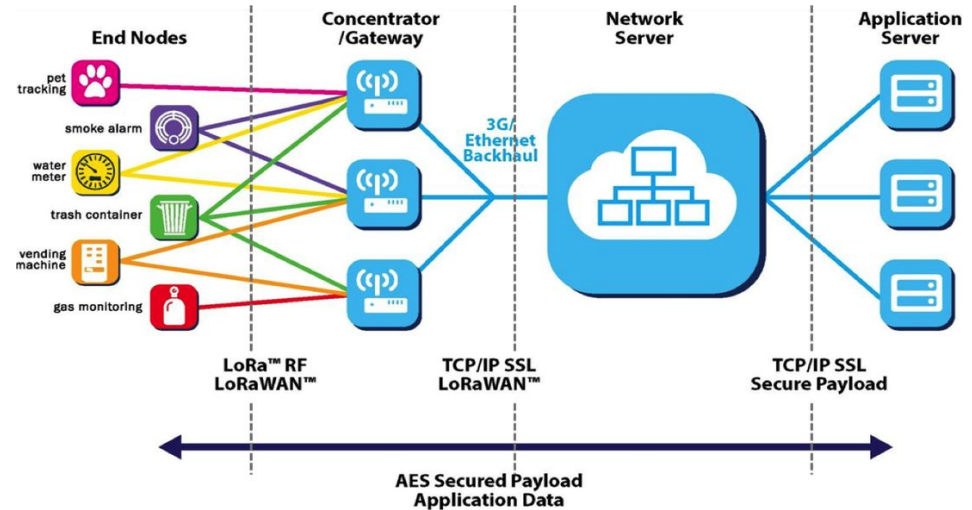 End Nodes
Concentrator
/Gateway
Network
Server
Application
Server
pet
tracking
smoke alarm
water
meter
trash container
vending
machine
gas monitoring
3G/
Ethernet
Backhaul
LoRa™ RF
LoRaWAN™
TCP/IP SSL
LoRaWAN™
TCP/IP SSL
Secure Payload
AES Secured Payload
Application Data